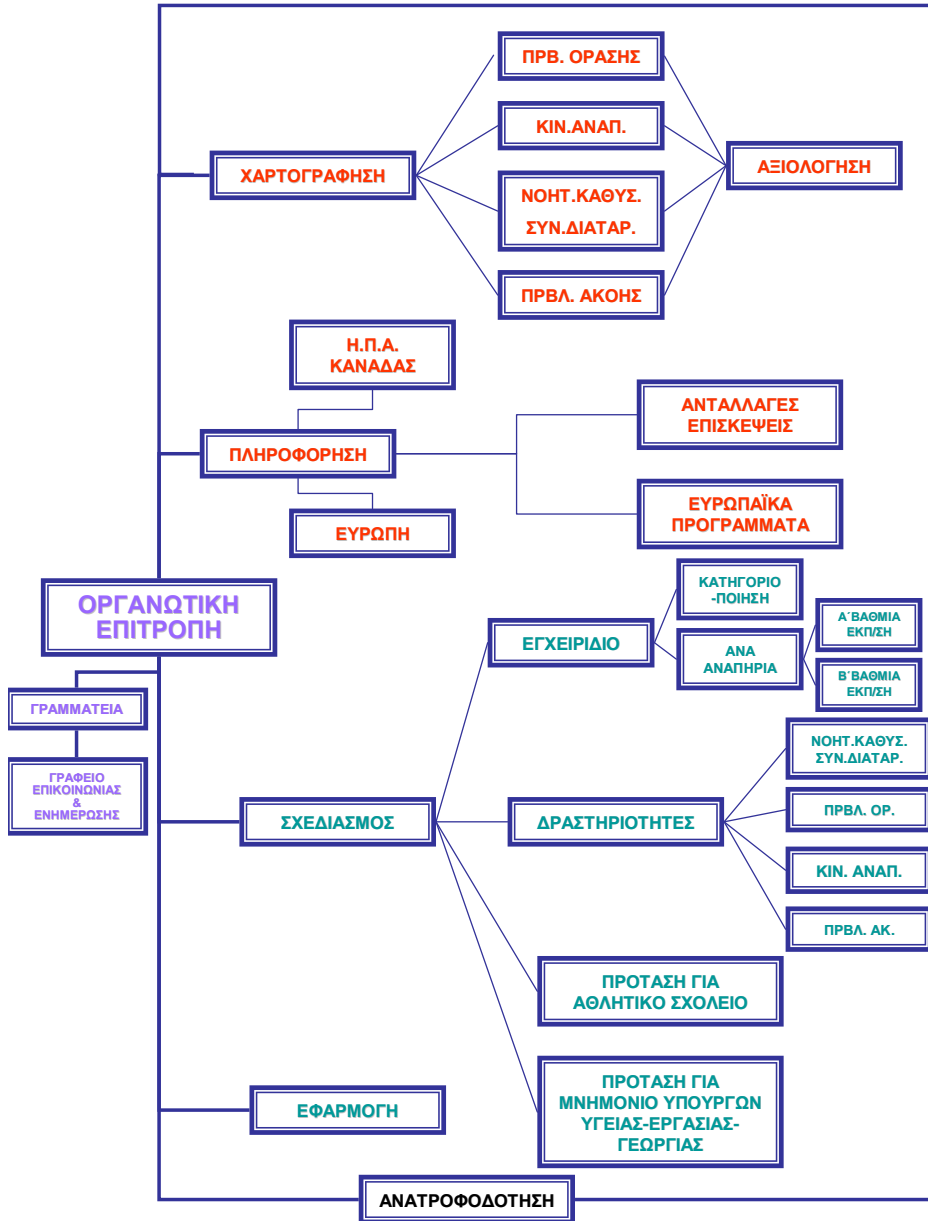 ΠΡΒ. ΟΡΑΣΗΣ
ΚΙΝ.ΑΝΑΠ.
ΧΑΡΤΟΓΡΑΦΗΣΗ
ΑΞΙΟΛΟΓΗΣΗ
ΝΟΗΤ.ΚΑΘΥΣ.
ΣΥΝ.ΔΙΑΤΑΡ.
ΠΡΒΛ. ΑΚΟΗΣ
Η.Π.Α.
ΚΑΝΑΔΑΣ
ΠΛΗΡΟΦΟΡΗΣΗ
ΑΝΤΑΛΛΑΓΕΣ
ΕΠΙΣΚΕΨΕΙΣ
ΕΥΡΩΠΗ
ΕΥΡΩΠΑΪΚΑ
ΠΡΟΓΡΑΜΜΑΤΑ
ΟΡΓΑΝΩΤΙΚΗ
ΕΠΙΤΡΟΠΗ
ΓΡΑΜΜΑΤΕΙΑ
ΓΡΑΦΕΙΟ
ΕΠΙΚΟΙΝΩΝΙΑΣ
&
ΕΝΗΜΕΡΩΣΗΣ
ΕΓΧΕΙΡΙΔΙΟ
ΚΑΤΗΓΟΡΙΟ
-ΠΟΙΗΣΗ
ΑΝΑ
ΑΝΑΠΗΡΙΑ
Α΄ΒΑΘΜΙΑ
ΕΚΠ/ΣΗ
Β΄ΒΑΘΜΙΑ
ΕΚΠ/ΣΗ
ΣΧΕΔΙΑΣΜΟΣ
ΔΡΑΣΤΗΡΙΟΤΗΤΕΣ
ΝΟΗΤ.ΚΑΘΥΣ.
ΣΥΝ.ΔΙΑΤΑΡ.
ΠΡΒΛ. ΟΡ.
ΚΙΝ. ΑΝΑΠ.
ΠΡΒΛ. ΑΚ.
ΠΡΟΤΑΣΗ ΓΙΑ
ΑΘΛΗΤΙΚΟ ΣΧΟΛΕΙΟ
ΠΡΟΤΑΣΗ ΓΙΑ
ΜΝΗΜΟΝΙΟ ΥΠΟΥΡΓΩΝ
ΥΓΕΙΑΣ-ΕΡΓΑΣΙΑΣ-
ΓΕΩΡΓΙΑΣ
ΕΦΑΡΜΟΓΗ
ΑΝΑΤΡΟΦΟΔΟΤΗΣΗ